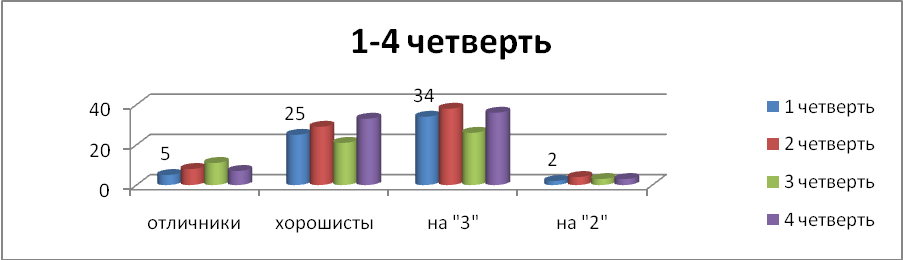 1-4 четверть
40
20
0
5
25
34
2
отличники
хорошисты
на "3"
на "2"
1 четверть
2 четверть
3 четверть
4 четверть